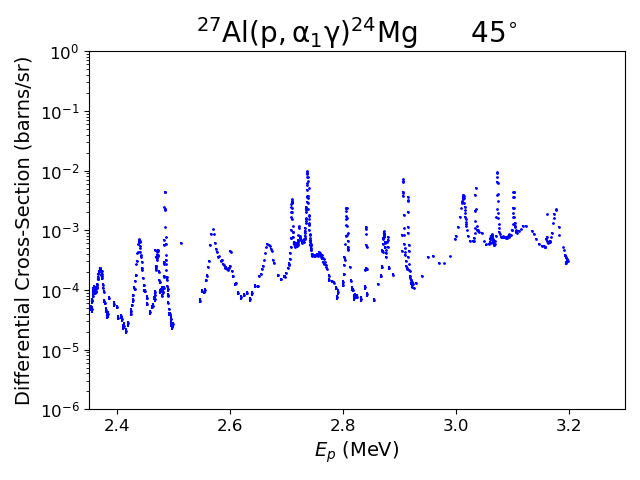 ²⁷Al(p, α₁γ)²⁴Mg 45°
Differential Cross-Section (barns/sr)
10⁰
10⁻¹
10⁻²
10⁻³
10⁻⁴
10⁻⁵
10⁻⁶
2.4 2.6 2.8 3.0 3.2
Eₚ (MeV)